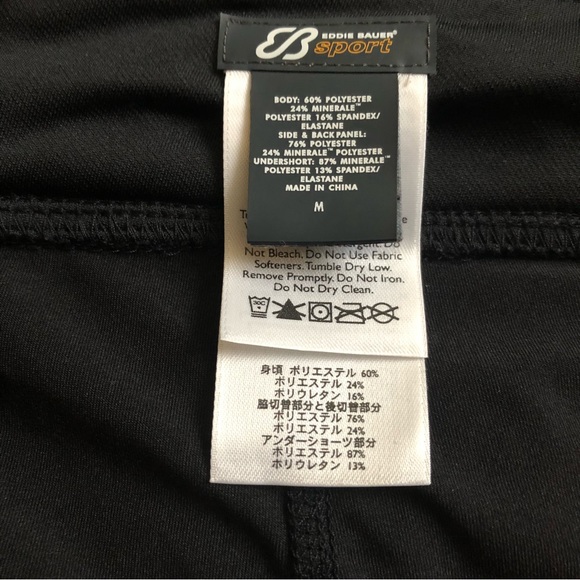 EDDIE BAUER®
sport
BODY: 60% POLYESTER
24% MINERALE™
POLYESTER 16% SPANDEX/
ELASTANE
SIDE & BACK PANEL:
76% POLYESTER
24% MINERALE™ POLYESTER
UNDERSHORT: 87% MINERALE™
POLYESTER 13% SPANDEX/
ELASTANE
MADE IN CHINA
M
Do
Not Bleach. Do Not Use Fabric
Softeners. Tumble Dry Low.
Remove Promptly. Do Not Iron.
Do Not Dry Clean.
身頃 ポリエステル 60%
ポリエステル 24%
ポリウレタン 16%
脇切替部分と後切替部分
ポリエステル 76%
ポリエステル 24%
アンダーショーツ部分
ポリエステル 87%
ポリウレタン 13%